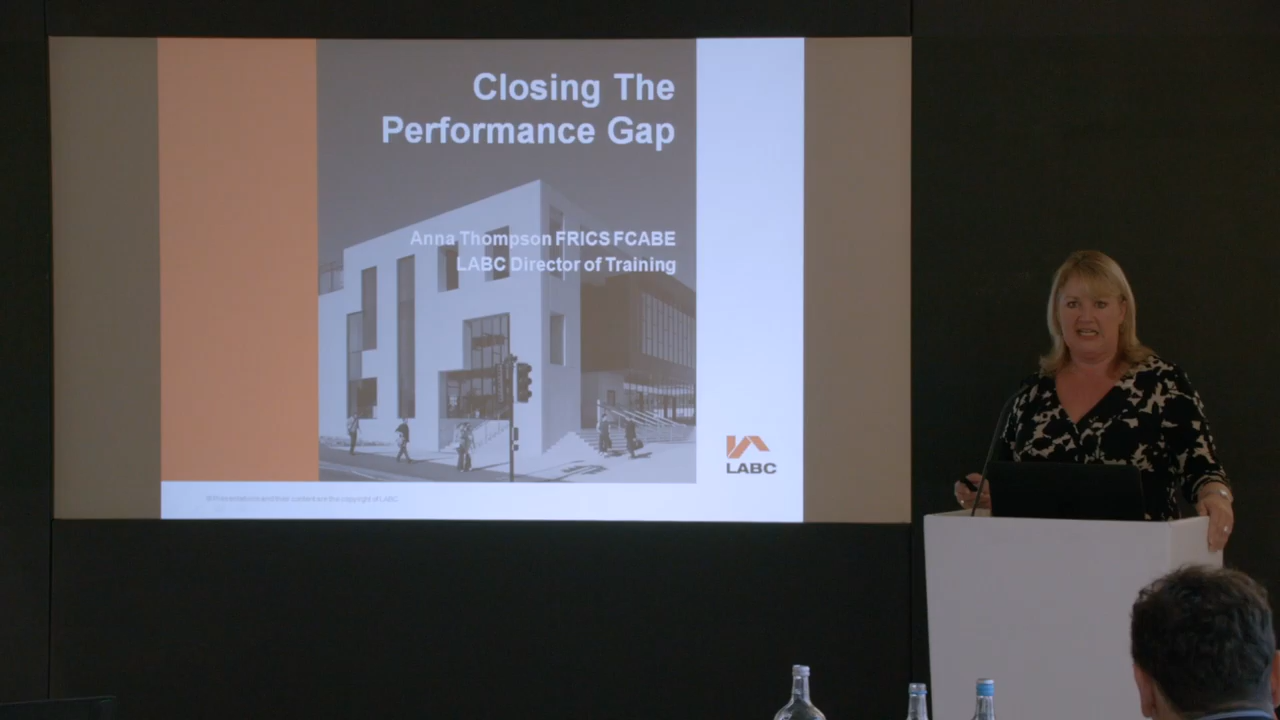 Closing The
Performance Gap
Anna Thompson FRICS FCABE
LABC Director of Training
LABC